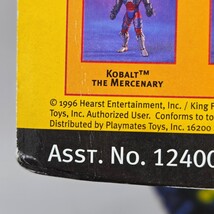 KOBALT™
THE MERCENARY
© 1996 Hearst Entertainment, Inc. / King F
Toys, Inc. Authorized User. Conforms to to
Distributed by Playmates Toys, Inc. 16200
ASST. No. 12400